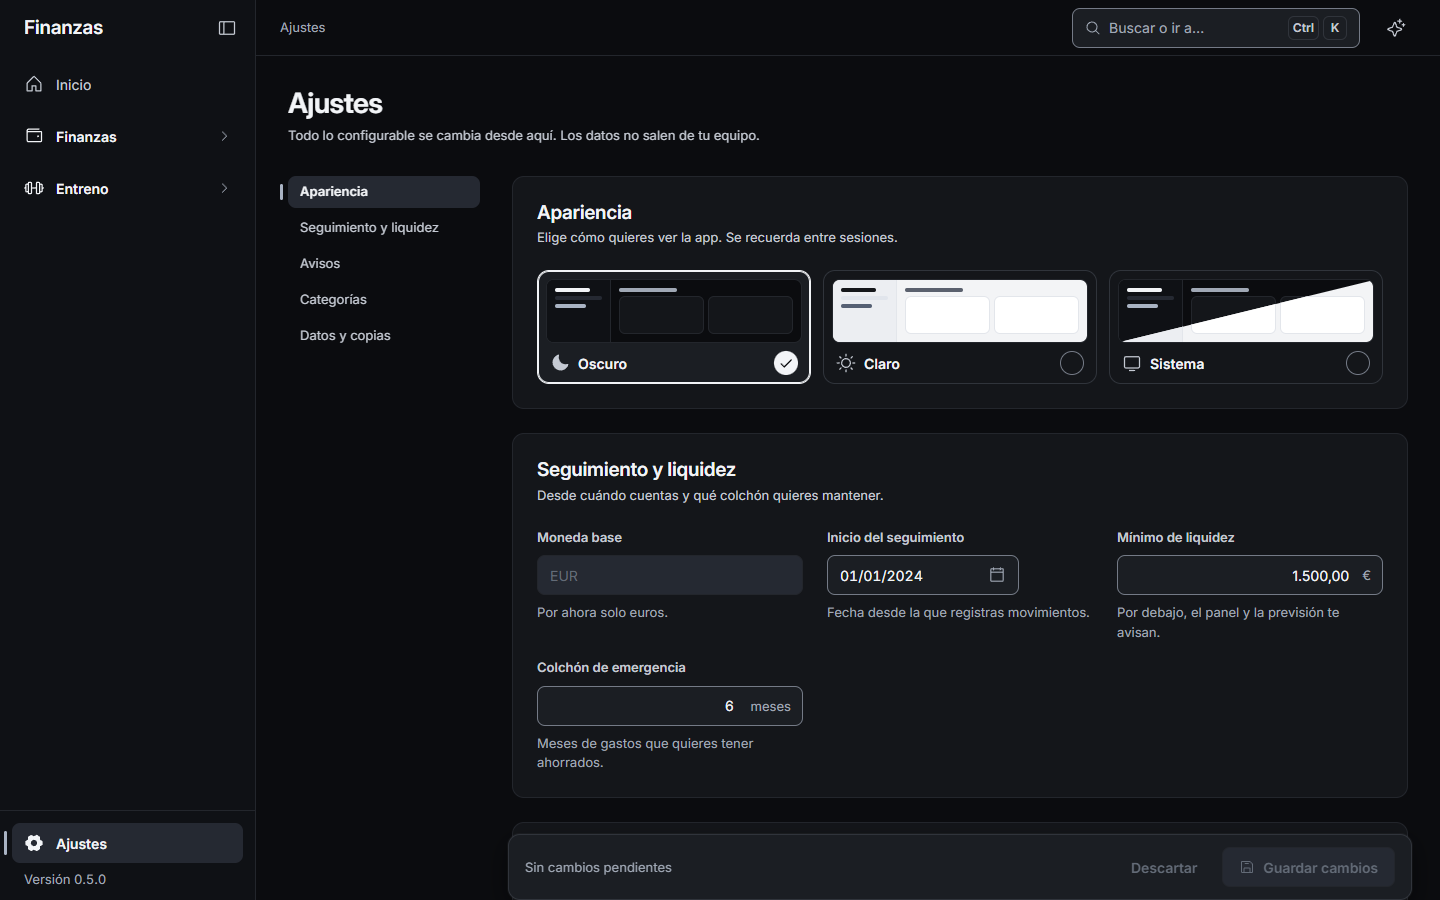 Finanzas
Inicio
Finanzas
Entreno
Ajustes
Versión 0.5.0
Ajustes
Buscar o ir a...
Ctrl
K
Ajustes
Todo lo configurable se cambia desde aquí. Los datos no salen de tu equipo.
Apariencia
Seguimiento y liquidez
Avisos
Categorías
Datos y copias
Apariencia
Elige cómo quieres ver la app. Se recuerda entre sesiones.
Oscuro
Claro
Sistema
Seguimiento y liquidez
Desde cuándo cuentas y qué colchón quieres mantener.
Moneda base
EUR
Por ahora solo euros.
Inicio del seguimiento
01/01/2024
Fecha desde la que registras movimientos.
Mínimo de liquidez
1.500,00 €
Por debajo, el panel y la previsión te
avisan.
Colchón de emergencia
6 meses
Meses de gastos que quieres tener
ahorrados.
Sin cambios pendientes
Descartar
Guardar cambios